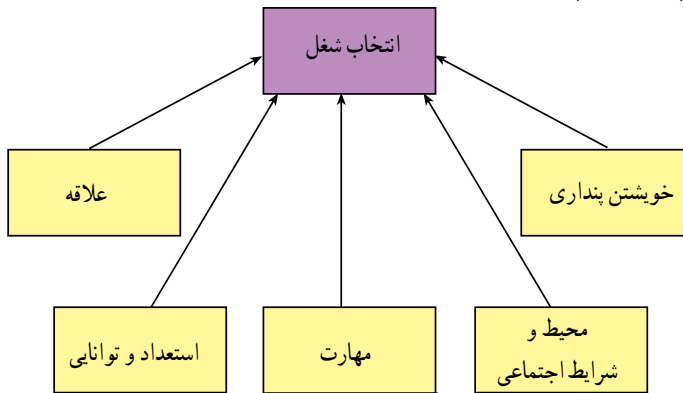 انتخاب شغل
خویشتن پنداری
علاقه
محیط و
شرایط اجتماعی
مهارت
استعداد و توانایی